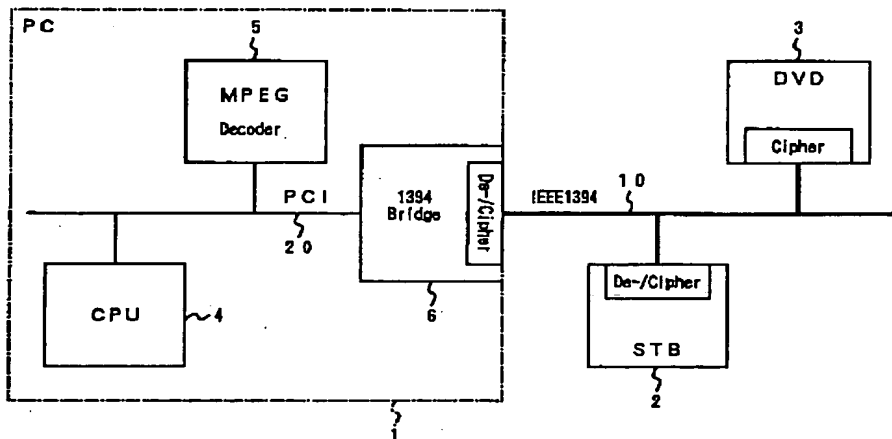 PC
5
MPEG
Decoder
3
DVD
Cipher
PCI
20
1394
Bridge
De-/Cipher
6
IEEE1394
10
CPU
4
De-/Cipher
STB
2
1